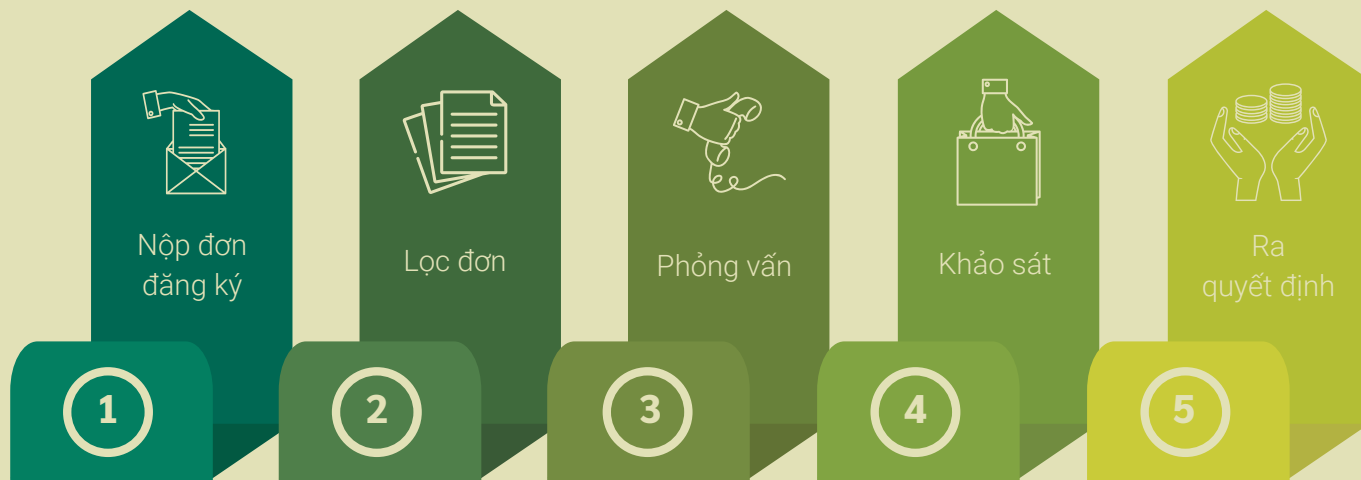 Nộp đơn
đăng ký
Lọc đơn
Phỏng vấn
Khảo sát
Ra
quyết định
1
2
3
4
5